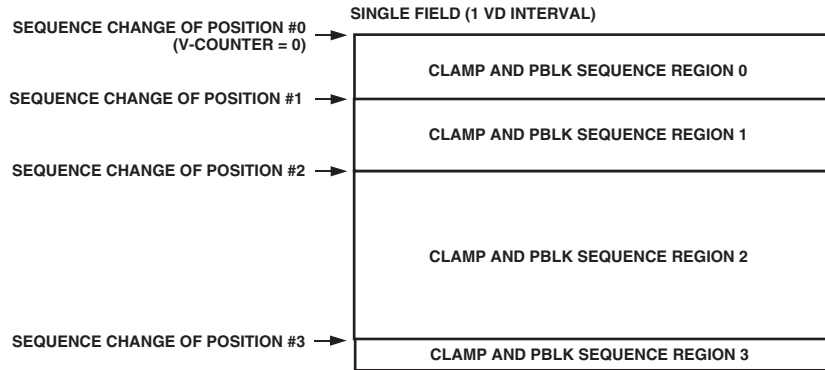 SINGLE FIELD (1 VD INTERVAL)
SEQUENCE CHANGE OF POSITION #0
(V-COUNTER = 0)
CLAMP AND PBLK SEQUENCE REGION 0
SEQUENCE CHANGE OF POSITION #1
CLAMP AND PBLK SEQUENCE REGION 1
SEQUENCE CHANGE OF POSITION #2
CLAMP AND PBLK SEQUENCE REGION 2
SEQUENCE CHANGE OF POSITION #3
CLAMP AND PBLK SEQUENCE REGION 3